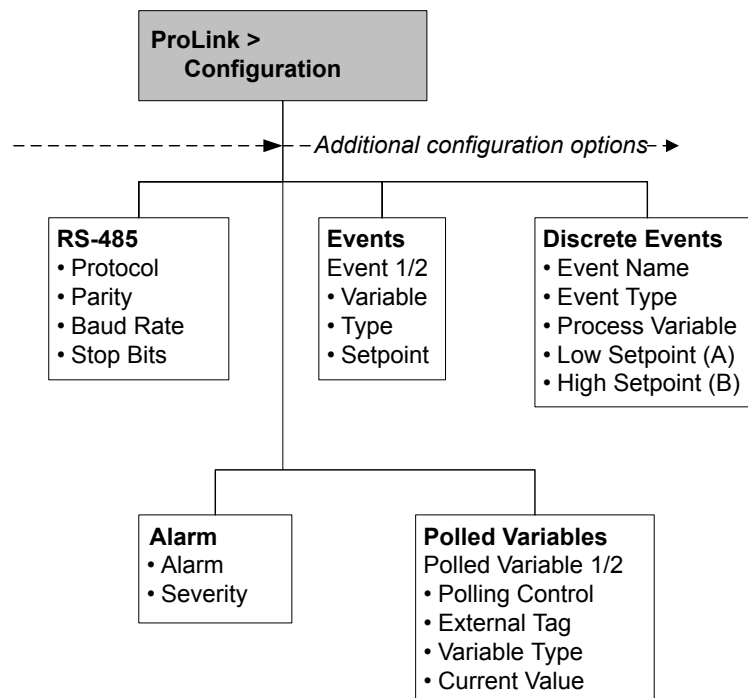 ProLink >
Configuration
Additional configuration options
RS-485
• Protocol
• Parity
• Baud Rate
• Stop Bits
Events
Event 1/2
• Variable
• Type
• Setpoint
Discrete Events
• Event Name
• Event Type
• Process Variable
• Low Setpoint (A)
• High Setpoint (B)
Alarm
• Alarm
• Severity
Polled Variables
Polled Variable 1/2
• Polling Control
• External Tag
• Variable Type
• Current Value